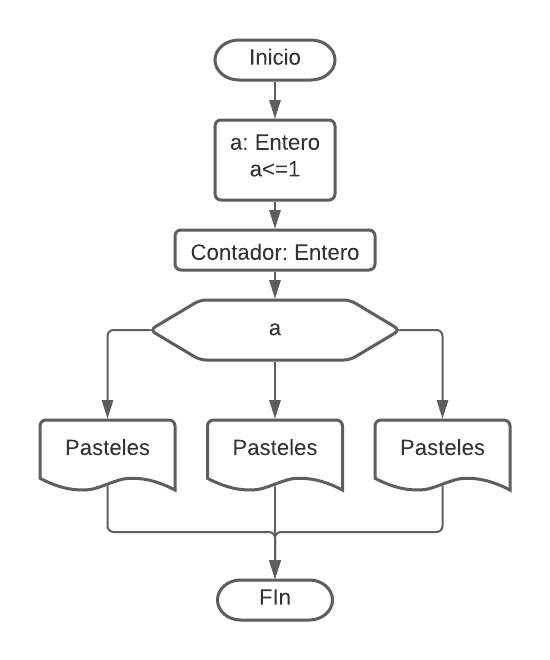 Inicio
a: Entero
a<=1
Contador: Entero
a
Pasteles
Pasteles
Pasteles
FIn